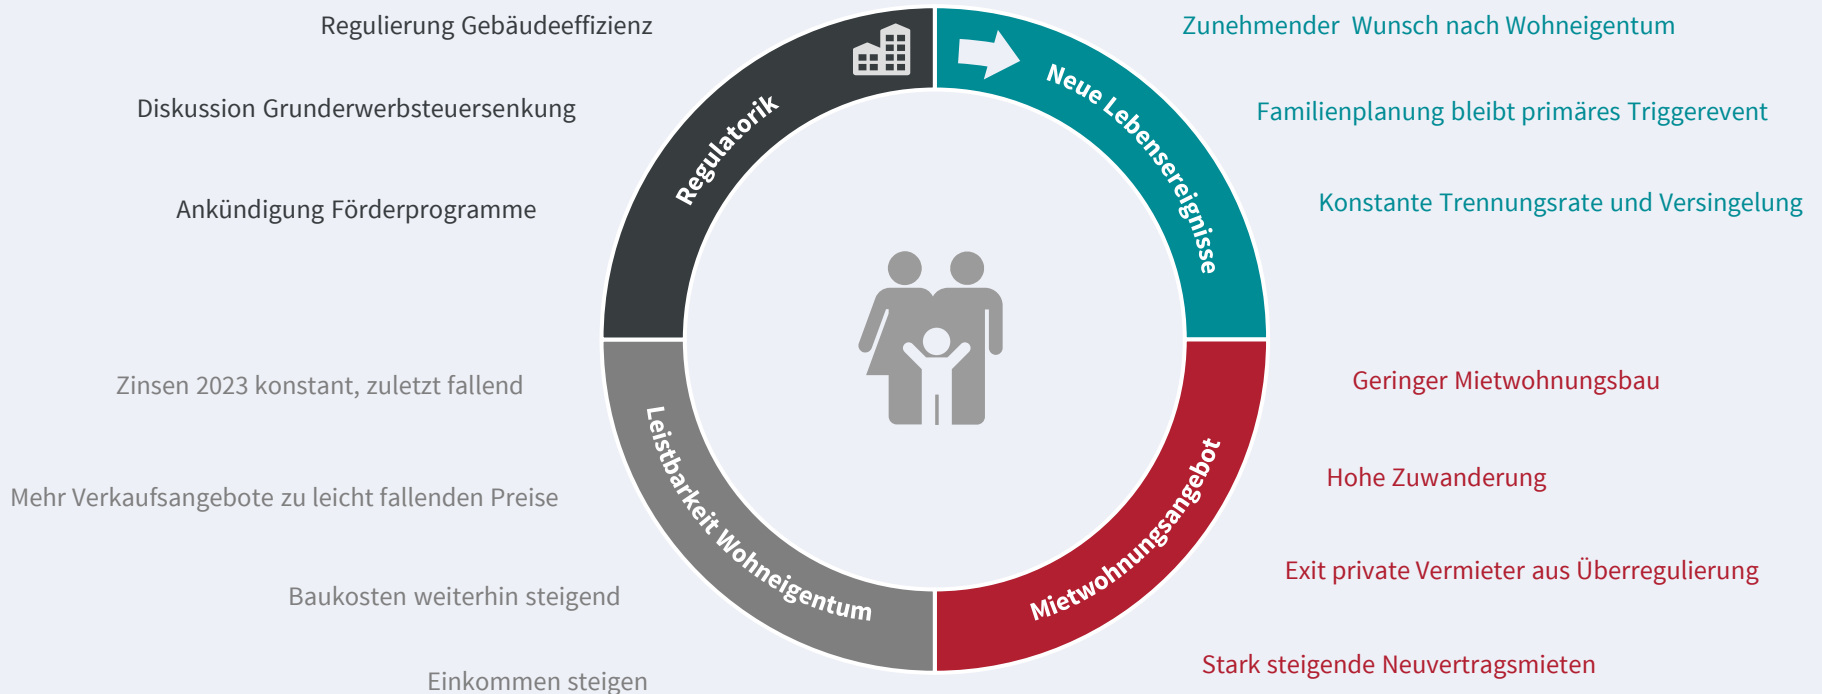 Regulierung Gebäudeeffizienz
Diskussion Grunderwerbsteuersenkung
Ankündigung Förderprogramme
Regulatorik
Neue Lebensereignisse
Zunehmender Wunsch nach Wohneigentum
Familienplanung bleibt primäres Triggerevent
Konstante Trennungsrate und Versingelung
Zinsen 2023 konstant, zuletzt fallend
Mehr Verkaufsangebote zu leicht fallenden Preise
Baukosten weiterhin steigend
Einkommen steigen
Leistbarkeit Wohneigentum
Mietwohnungsangebot
Geringer Mietwohnungsbau
Hohe Zuwanderung
Exit private Vermieter aus Überregulierung
Stark steigende Neuvertragsmieten